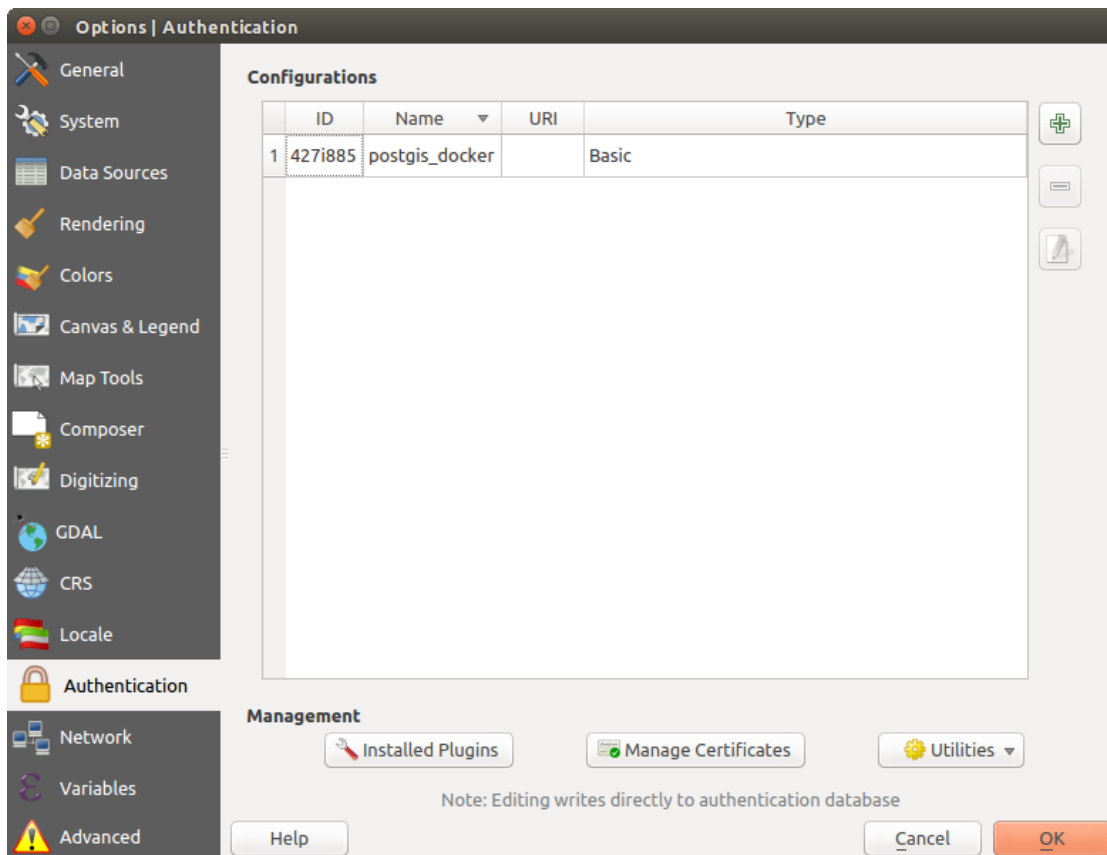 Options | Authentication
General
System
Data Sources
Rendering
Colors
Canvas & Legend
Map Tools
Composer
Digitizing
GDAL
CRS
Locale
Authentication
Network
Variables
Advanced
Configurations
ID Name URI Type
1 427i885 postgis_docker Basic
Management
Installed Plugins Manage Certificates Utilities
Note: Editing writes directly to authentication database
Help Cancel OK